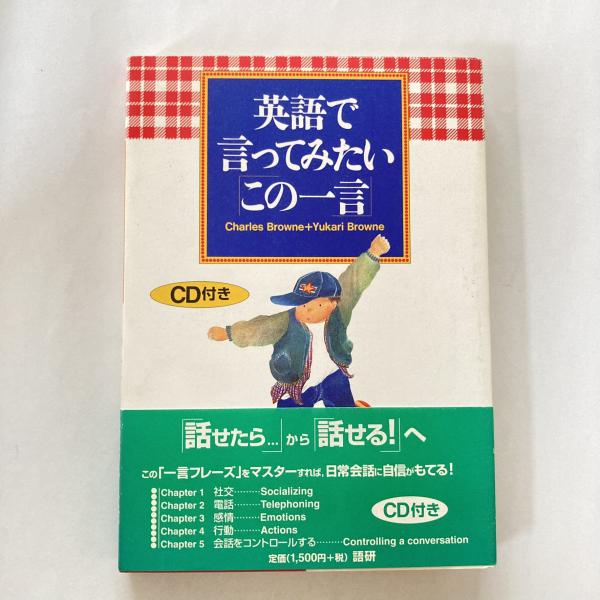 英語で
言ってみたい
「この一言」
Charles Browne+Yukari Browne
CD付き
「話せたら...」から「話せる!」へ
この「一言フレーズ」をマスターすれば、日常会話に自信がもてる!
●Chapter 1 社交………Socializing
●Chapter 2 電話………Telephoning
●Chapter 3 感情………Emotions
●Chapter 4 行動………Actions
●Chapter 5 会話をコントロールする………Controlling a conversation
CD付き
定価(1,500円+税) 語研